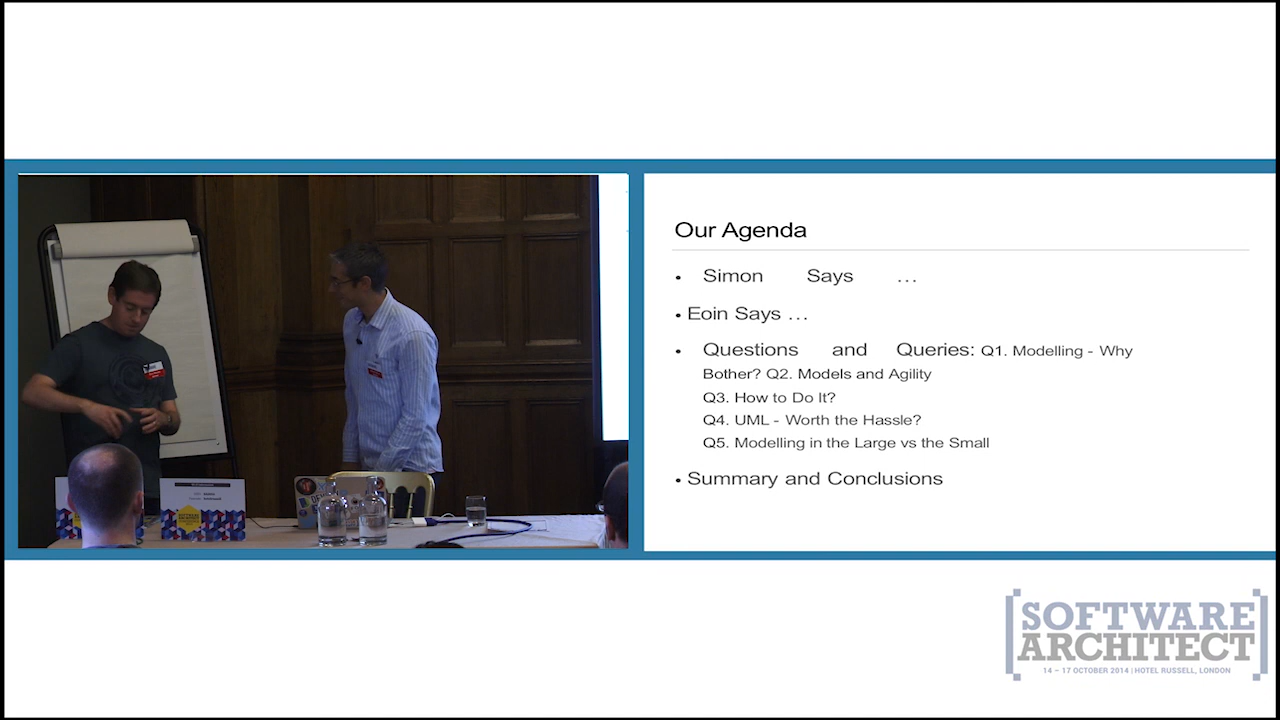 Our Agenda
• Simon Says …
• Eoin Says …
• Questions and Queries: Q1. Modelling - Why
Bother? Q2. Models and Agility
Q3. How to Do It?
Q4. UML - Worth the Hassle?
Q5. Modelling in the Large vs the Small
• Summary and Conclusions
[SOFTWARE
ARCHITECT]
14 – 17 OCTOBER 2014 | HOTEL RUSSELL, LONDON